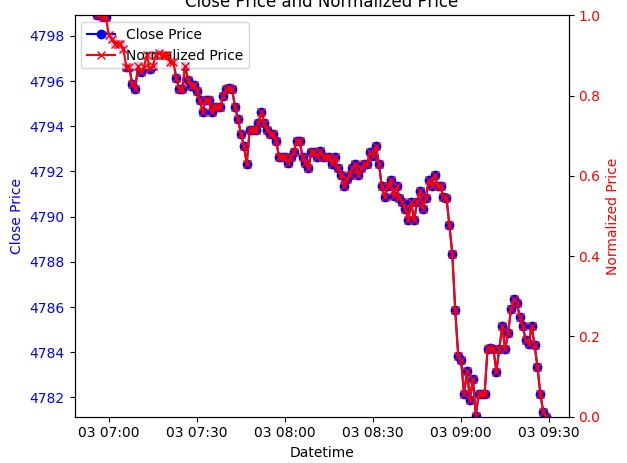 Close Price and Normalized Price
Close Price
Normalized Price
4798
4796
4794
4792
4790
4788
4786
4784
4782
Close Price
1.0
0.8
0.6
0.4
0.2
0.0
Normalized Price
03 07:00 03 07:30 03 08:00 03 08:30 03 09:00 03 09:30
Datetime